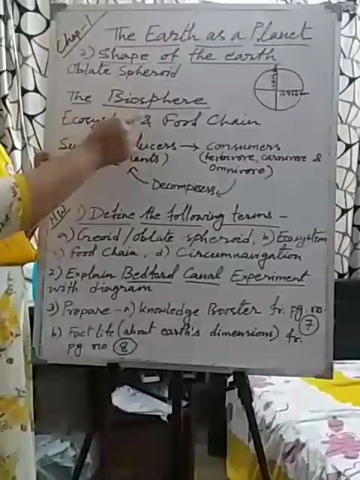 Chap-1
The Earth as a Planet
2) Shape of the earth
Oblate Spheroid
The Biosphere
& Food Chain
→ Consumers
(herbivore, carnivore &
Omnivore)
Decomposers
HW
1) Define the following terms -
a) Geoid/oblate spheroid, b) Ecosystem
c) Food Chain, d) Circumnavigation
2) Explain Bedford Canal Experiment
with diagram
3) Prepare - a) knowledge Booster fr. pg. no. 7
b) Fact file (about earth's dimensions) fr.
pg no 8